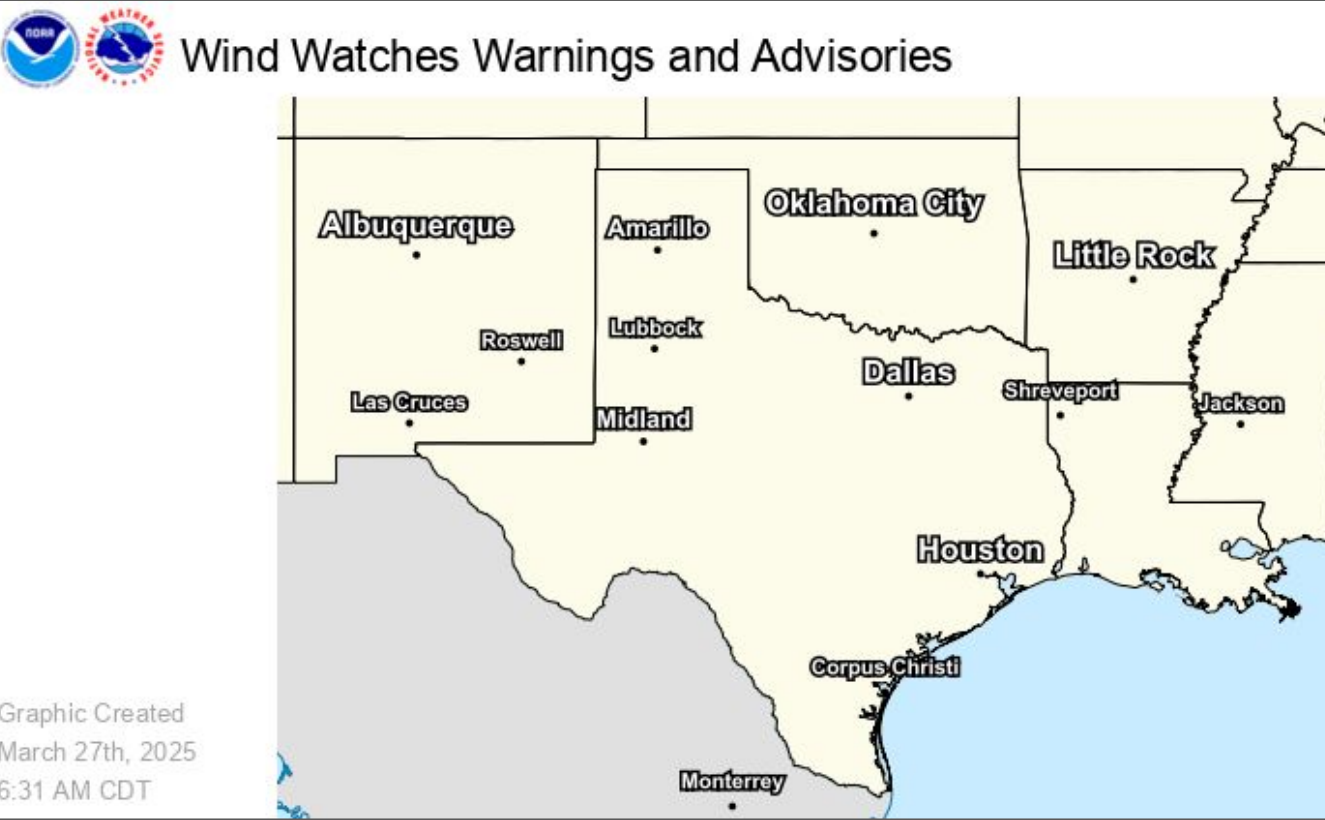 NOAA
NATIONAL WEATHER SERVICE
Wind Watches Warnings and Advisories
Oklahoma City
Albuquerque
Amarillo
Little Rock
Roswell
Lubbock
Dallas
Shreveport
Las Cruces
Midland
Jackson
Houston
Corpus Christi
Monterrey
Graphic Created
March 27th, 2025
6:31 AM CDT